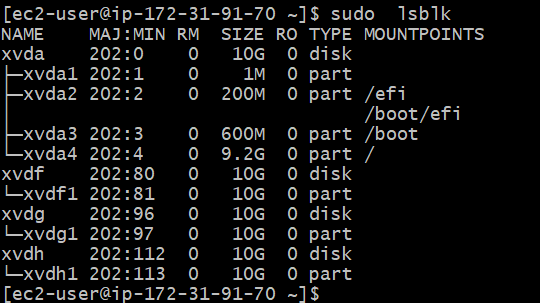 [ec2-user@ip-172-31-91-70 ~]$ sudo  lsblk
NAME    MAJ:MIN RM  SIZE RO TYPE MOUNTPOINTS
xvda    202:0    0   10G  0 disk
├─xvda1 202:1    0    1M  0 part
├─xvda2 202:2    0  200M  0 part /efi
│                                /boot/efi
├─xvda3 202:3    0  600M  0 part /boot
└─xvda4 202:4    0  9.2G  0 part /
xvdf    202:80   0   10G  0 disk
└─xvdf1 202:81   0   10G  0 part
xvdg    202:96   0   10G  0 disk
└─xvdg1 202:97   0   10G  0 part
xvdh    202:112  0   10G  0 disk
└─xvdh1 202:113  0   10G  0 part
[ec2-user@ip-172-31-91-70 ~]$